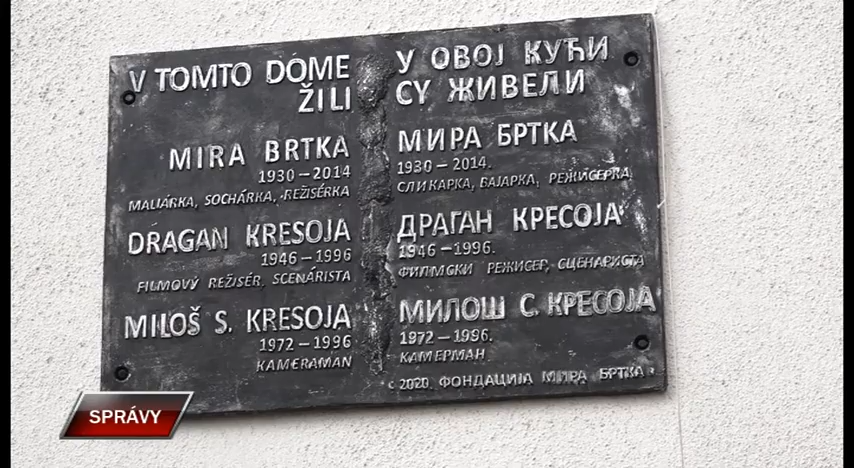 V TOMTO DOME
ŽILI
MIRA BRTKA
1930 – 2014
MALIARKA, SOCHÁRKA, REŽISÉRKA
DRAGAN KRESOJA
1946 – 1996
FILMOVÝ REŽISÉR, SCENÁRISTA
MILOŠ S. KRESOJA
1972 – 1996
KAMERAMAN
У ОВОЈ КУЋИ
СУ ЖИВЕЛИ
МИРА БРТКА
1930 – 2014.
СЛИКАРКА, ВАЈАРКА, РЕЖИСЕРКА
ДРАГАН КРЕСОЈА
1946 – 1996.
ФИЛМСКИ РЕЖИСЕР, СЦЕНАРИСТА
МИЛОШ С. КРЕСОЈА
1972 – 1996.
КАМЕРМАН
© 2020. ФОНДАЦИЈА МИРА БРТКА
SPRÁVY